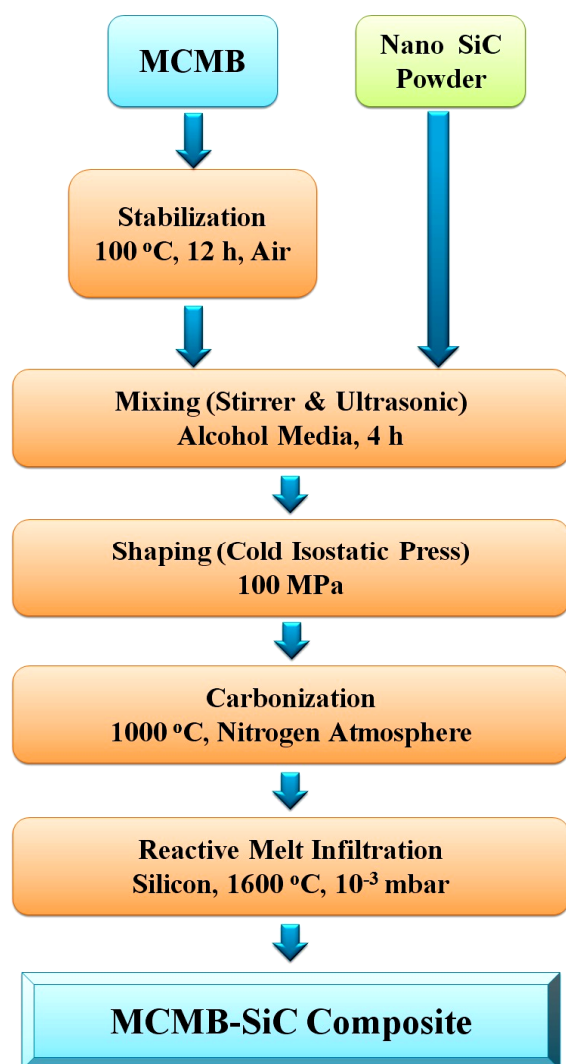 MCMB
Nano SiC
Powder
Stabilization
100 ºC, 12 h, Air
Mixing (Stirrer & Ultrasonic)
Alcohol Media, 4 h
Shaping (Cold Isostatic Press)
100 MPa
Carbonization
1000 ºC, Nitrogen Atmosphere
Reactive Melt Infiltration
Silicon, 1600 ºC, 10⁻³ mbar
MCMB-SiC Composite